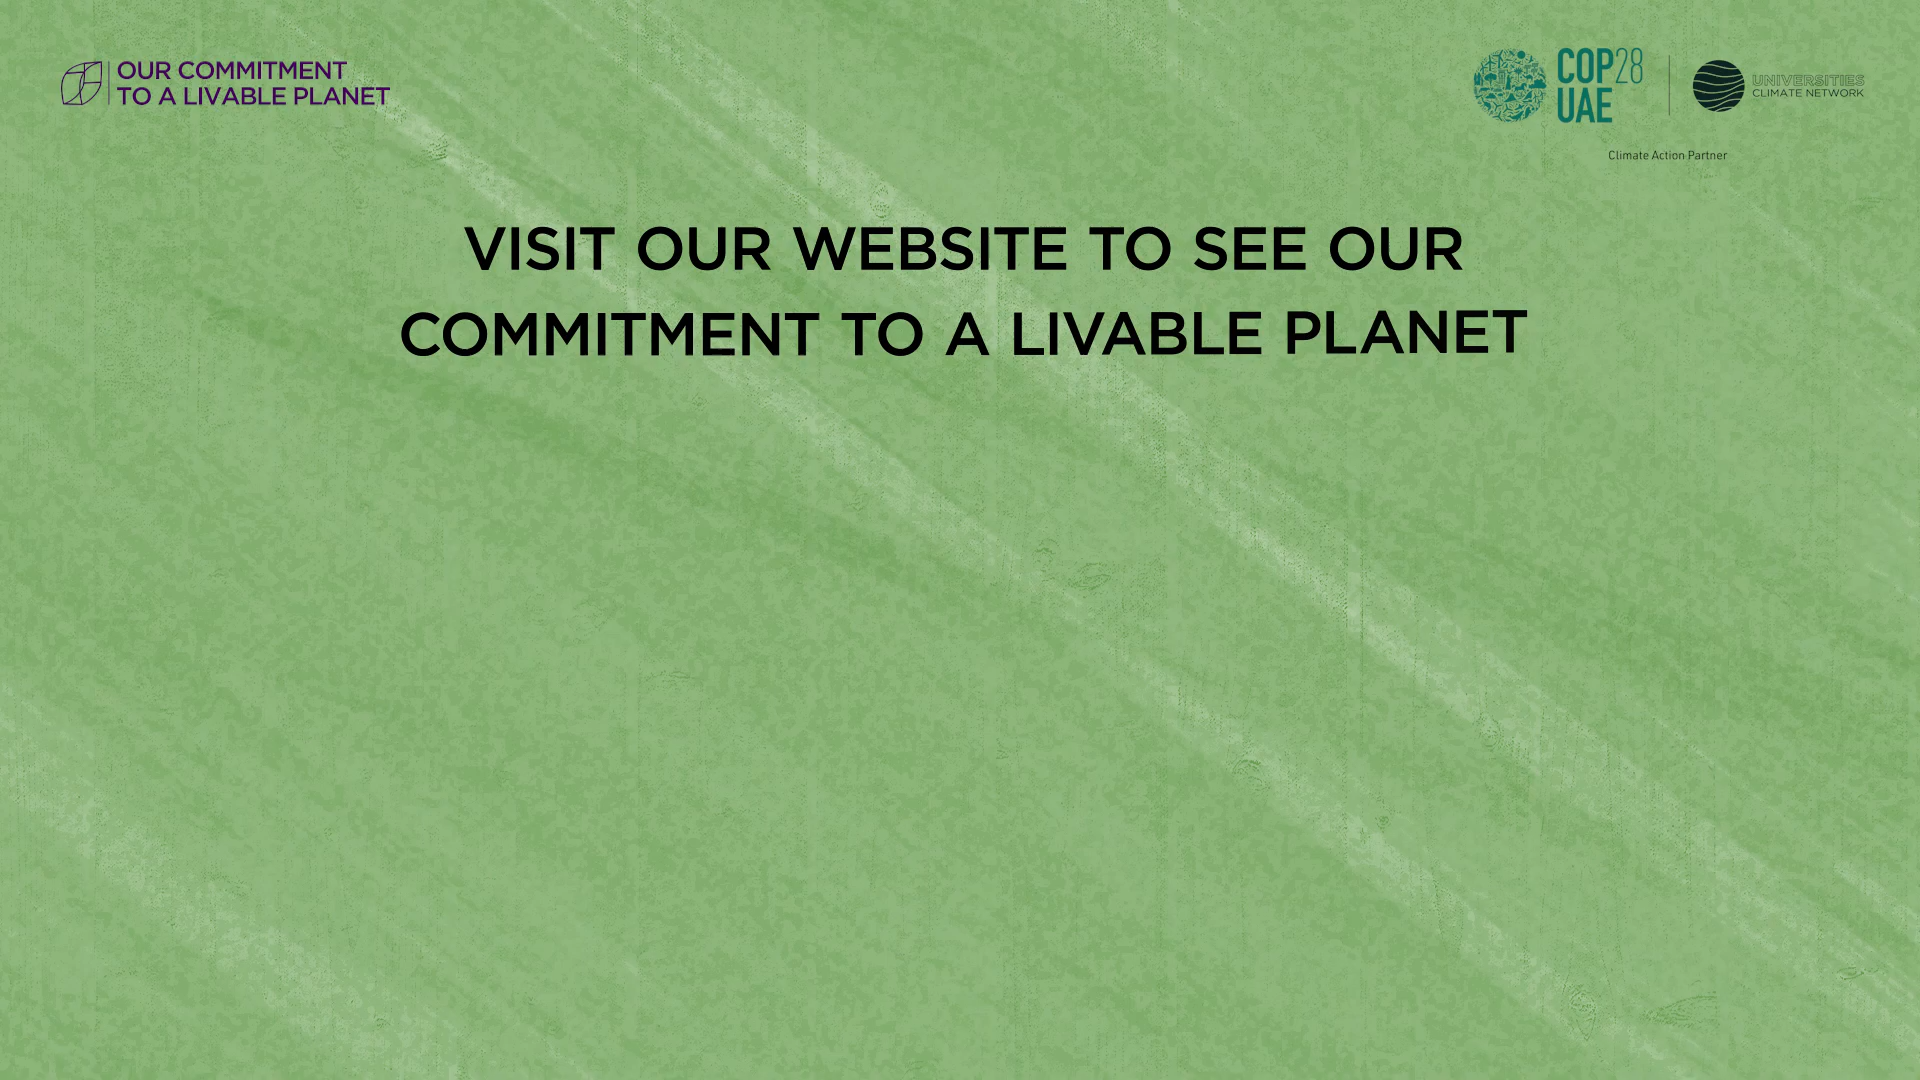 OUR COMMITMENT
TO A LIVABLE PLANET
COP28
UAE
UNIVERSITIES
CLIMATE NETWORK
Climate Action Partner
VISIT OUR WEBSITE TO SEE OUR
COMMITMENT TO A LIVABLE PLANET